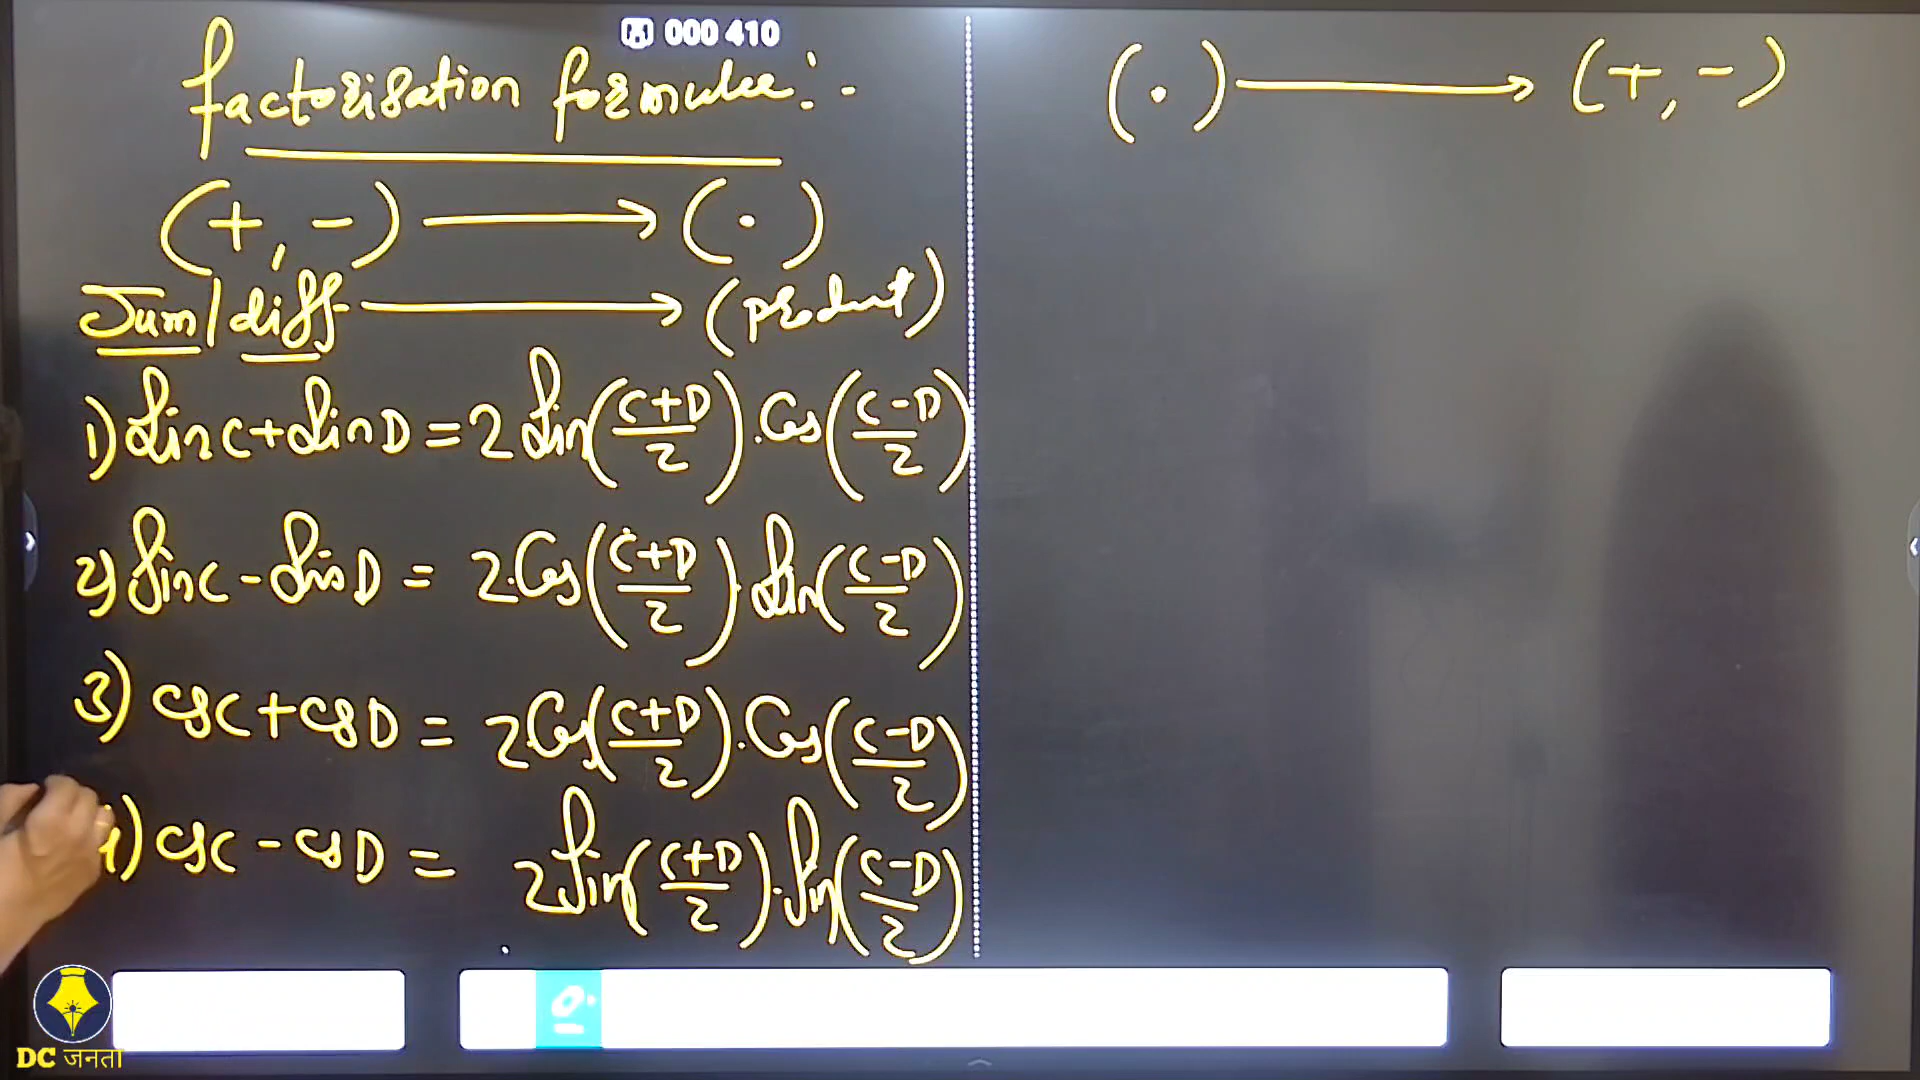 000 410
factorisation formulae:-
(+, -) → (·)
Sum/diff → (product)
1) sinC+sinD = 2 sin((C+D)/2).Cos((C-D)/2)
2) sinC - sinD = 2.Cos((C+D)/2).sin((C-D)/2)
3) cosC+cosD = 2.Cos((C+D)/2).Cos((C-D)/2)
4) cosC - cosD = 2 sin((C+D)/2).sin((C-D)/2)
(·) → (+, -)
DC जनता